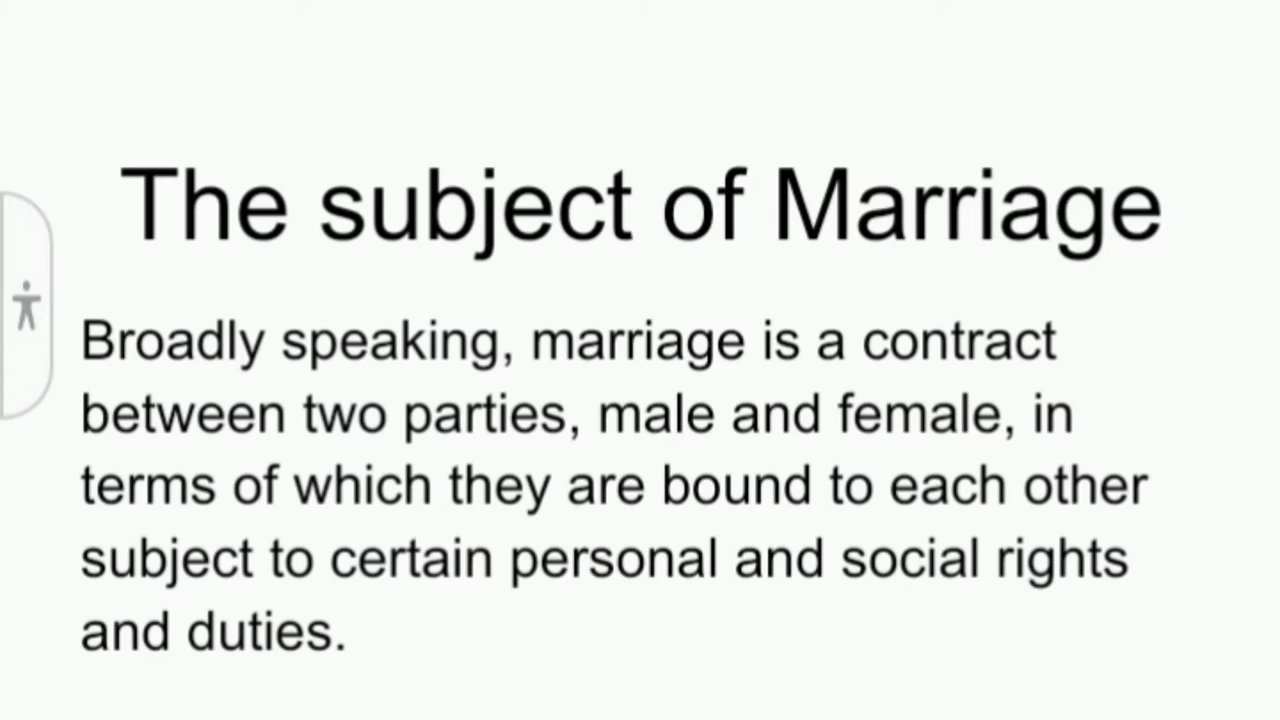 The subject of Marriage
Broadly speaking, marriage is a contract
between two parties, male and female, in
terms of which they are bound to each other
subject to certain personal and social rights
and duties.